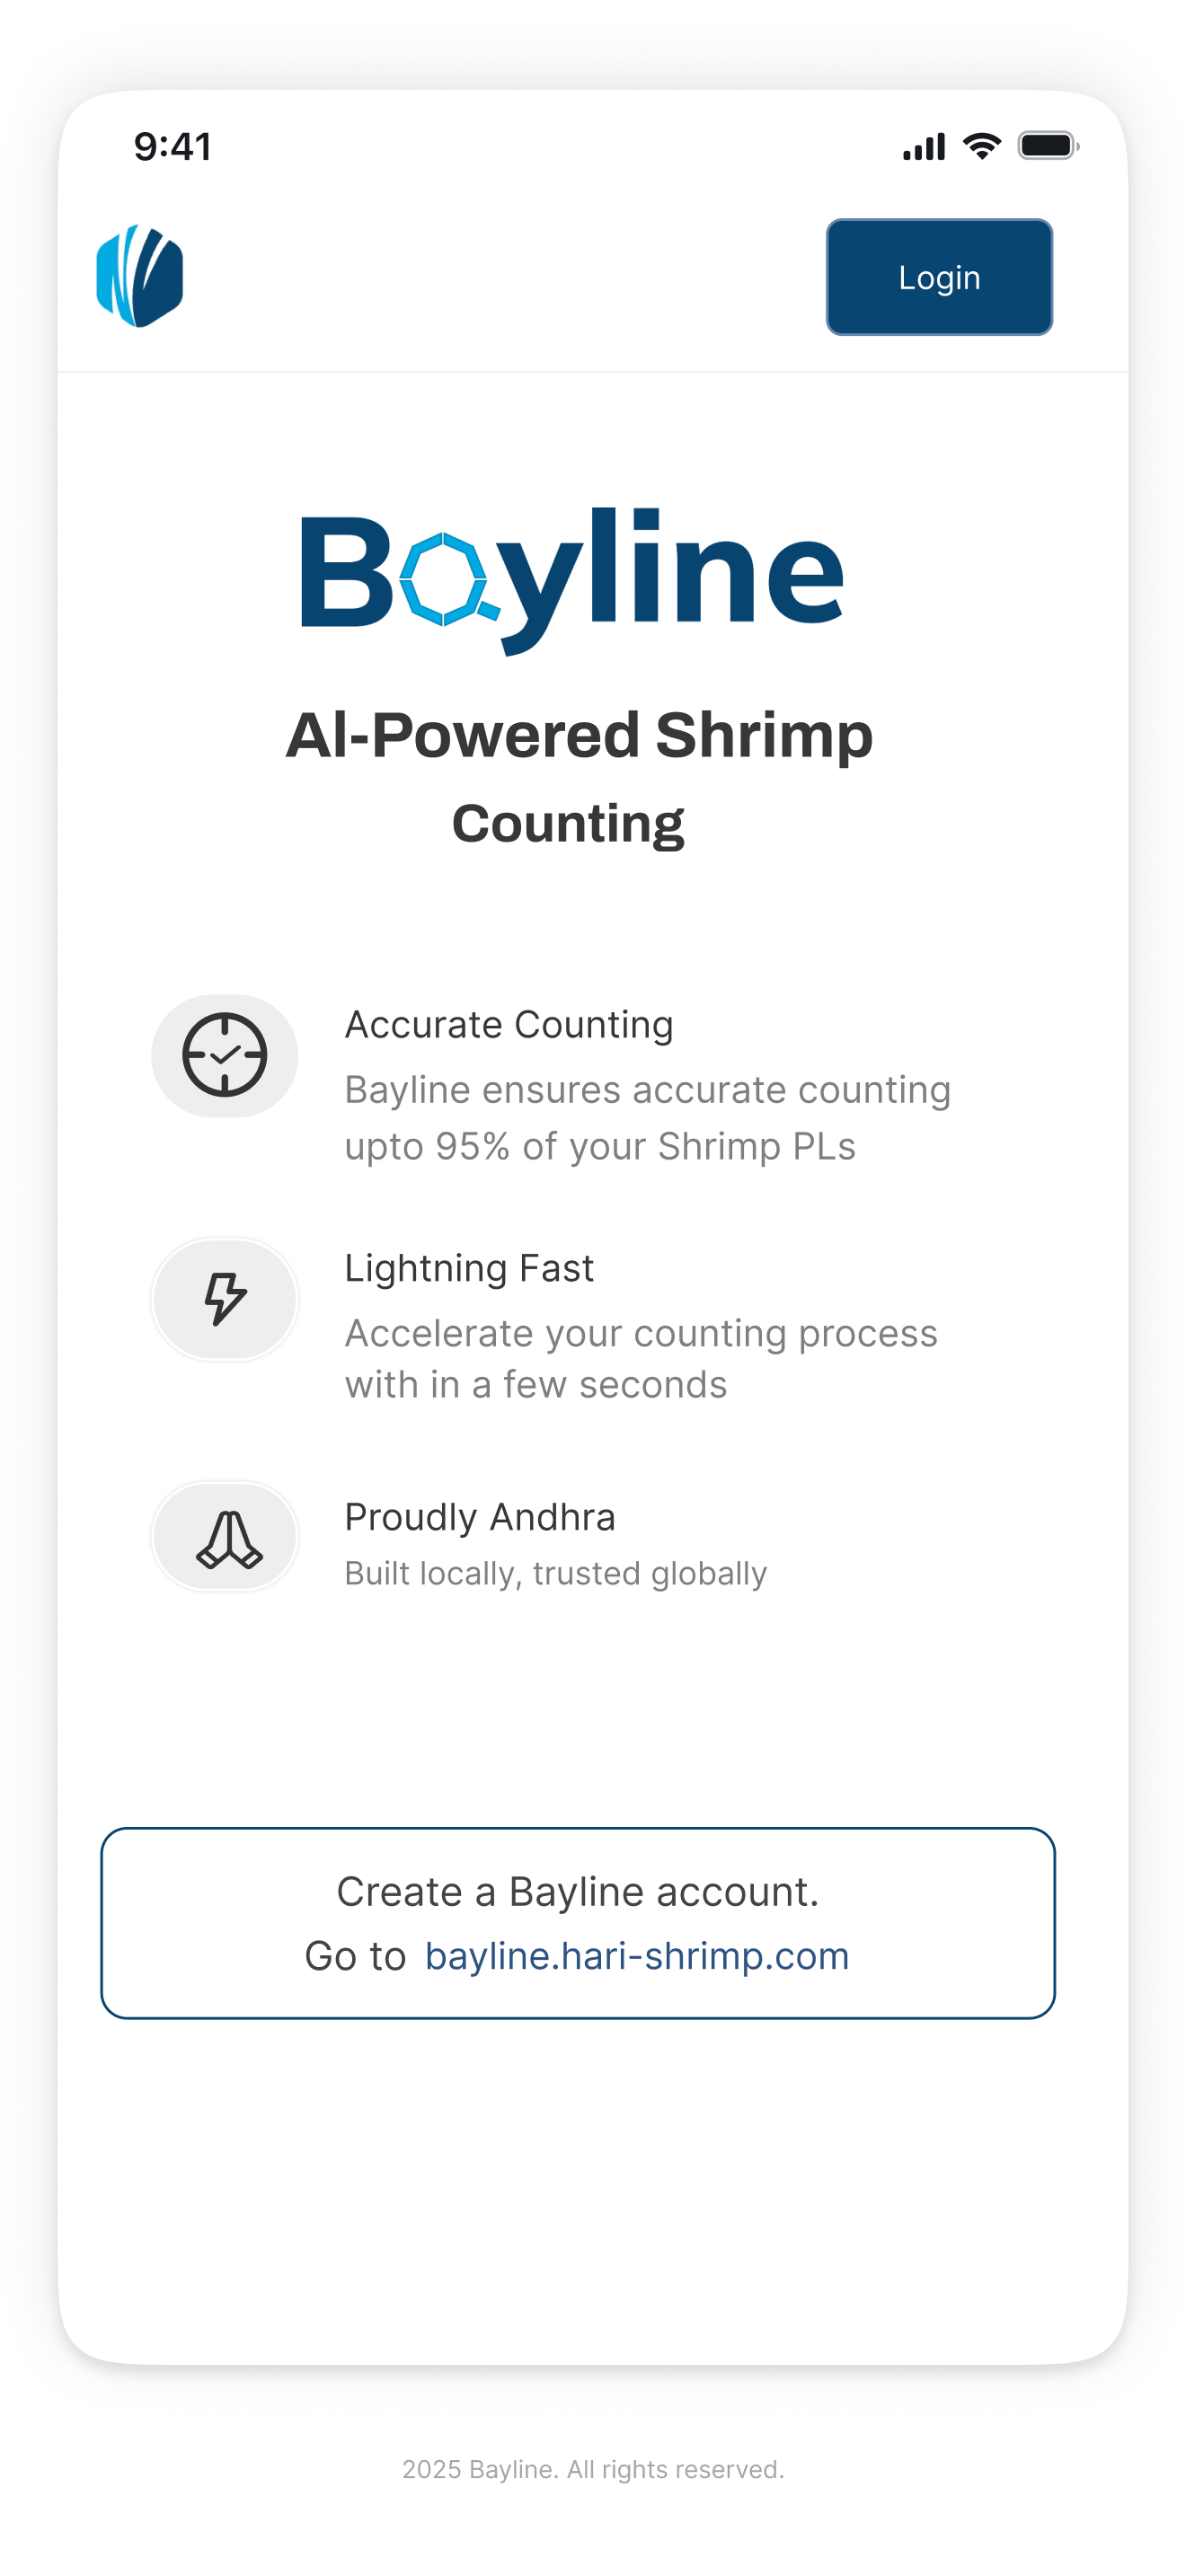 9:41
Login
Bayline
AI-Powered Shrimp
Counting
Accurate Counting
Bayline ensures accurate counting
upto 95% of your Shrimp PLs
Lightning Fast
Accelerate your counting process
with in a few seconds
Proudly Andhra
Built locally, trusted globally
Create a Bayline account.
Go to bayline.hari-shrimp.com
2025 Bayline. All rights reserved.